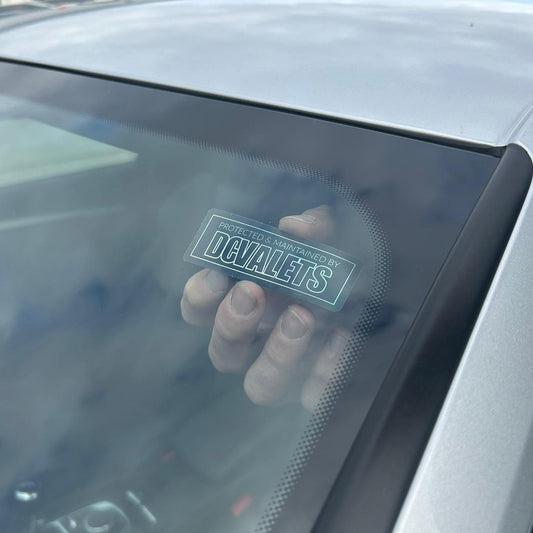 PROTECTED & MAINTAINED BY
DCVALETS